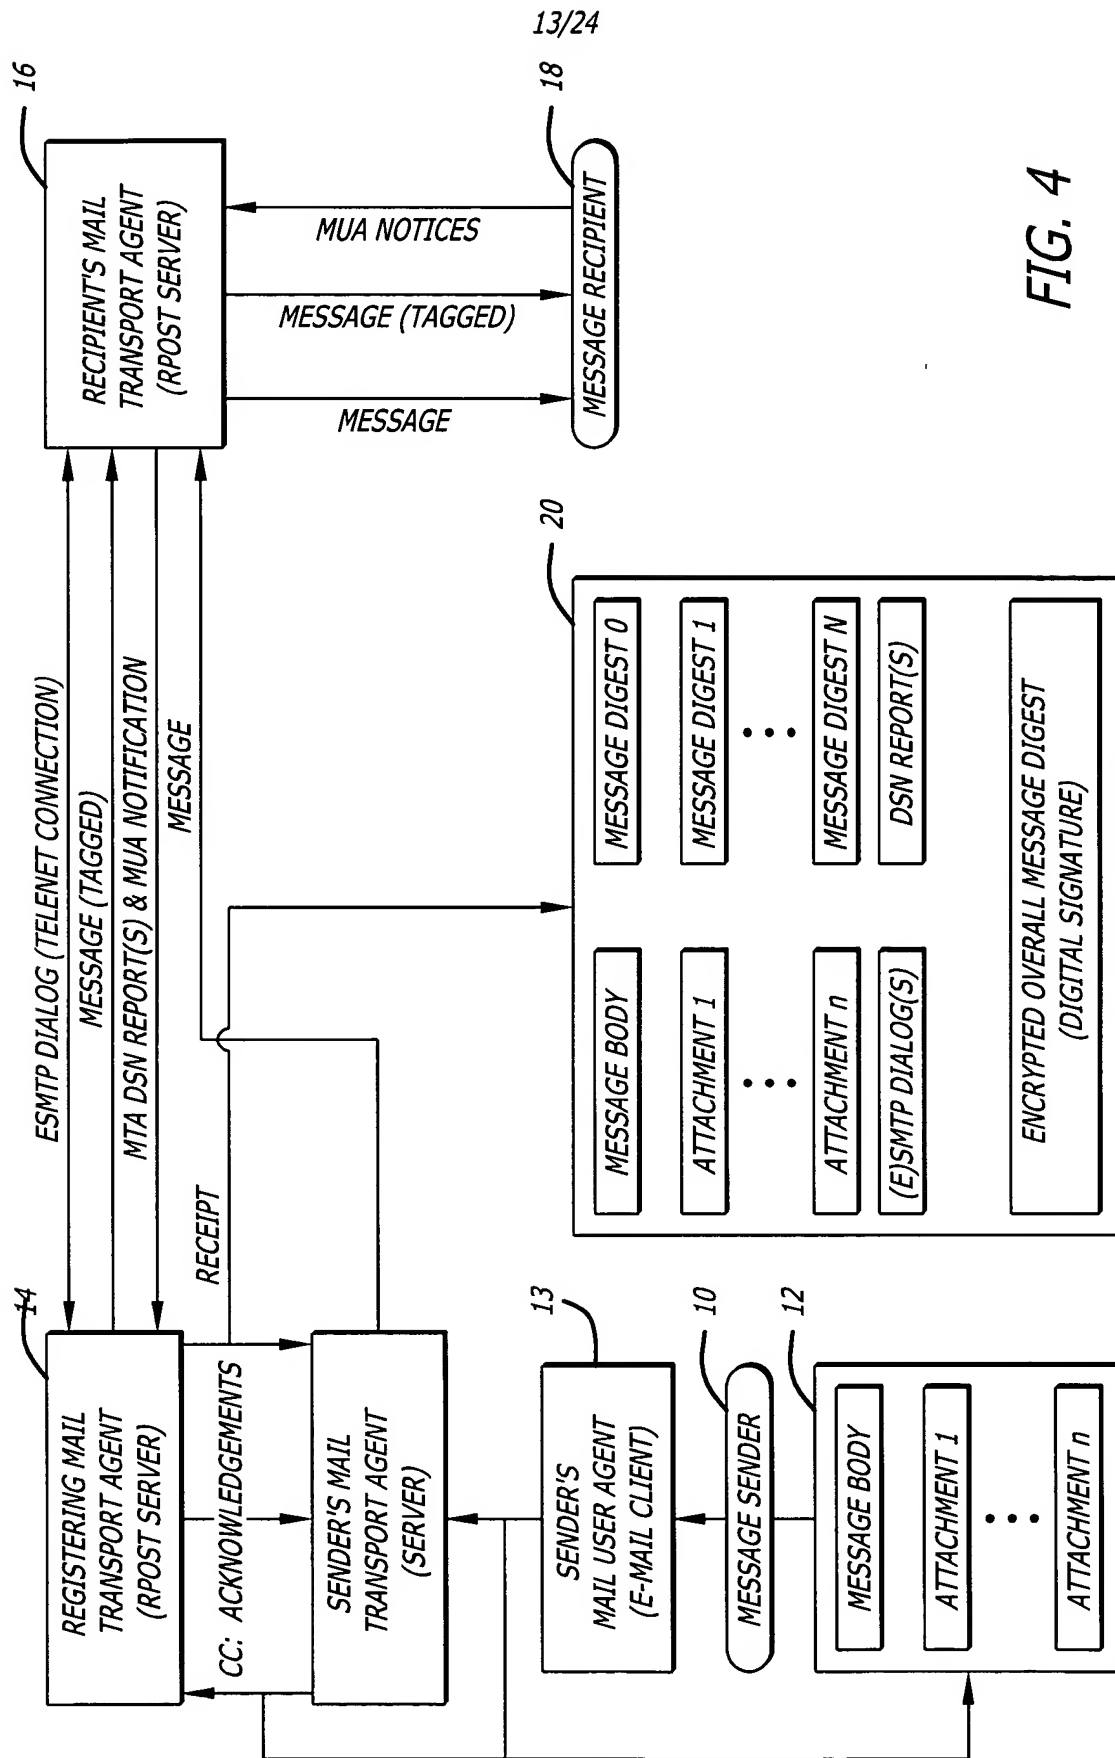 13/24
14
REGISTERING MAIL
TRANSPORT AGENT
(RPOST SERVER)
ESMTP DIALOG (TELENET CONNECTION)
MESSAGE (TAGGED)
MTA DSN REPORT(S) & MUA NOTIFICATION
MESSAGE
16
RECIPIENT'S MAIL
TRANSPORT AGENT
(RPOST SERVER)
CC: ACKNOWLEDGEMENTS
RECEIPT
SENDER'S MAIL
TRANSPORT AGENT
(SERVER)
MESSAGE
MESSAGE (TAGGED)
MUA NOTICES
18
MESSAGE RECIPIENT
13
SENDER'S
MAIL USER AGENT
(E-MAIL CLIENT)
10
MESSAGE SENDER
12
MESSAGE BODY
ATTACHMENT 1
ATTACHMENT n
20
MESSAGE BODY
MESSAGE DIGEST 0
ATTACHMENT 1
MESSAGE DIGEST 1
ATTACHMENT n
MESSAGE DIGEST N
(E)SMTP DIALOG(S)
DSN REPORT(S)
ENCRYPTED OVERALL MESSAGE DIGEST
(DIGITAL SIGNATURE)
FIG. 4